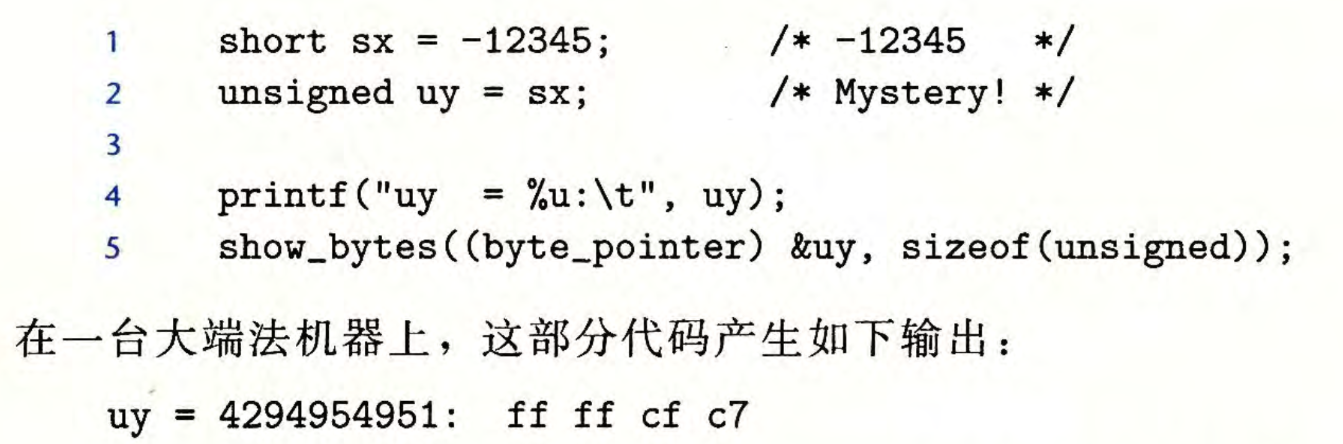 1 short sx = -12345; /* -12345 */
2 unsigned uy = sx; /* Mystery! */
3
4 printf("uy = %u:\t", uy);
5 show_bytes((byte_pointer) &uy, sizeof(unsigned));
在一台大端法机器上，这部分代码产生如下输出：
uy = 4294954951: ff ff cf c7